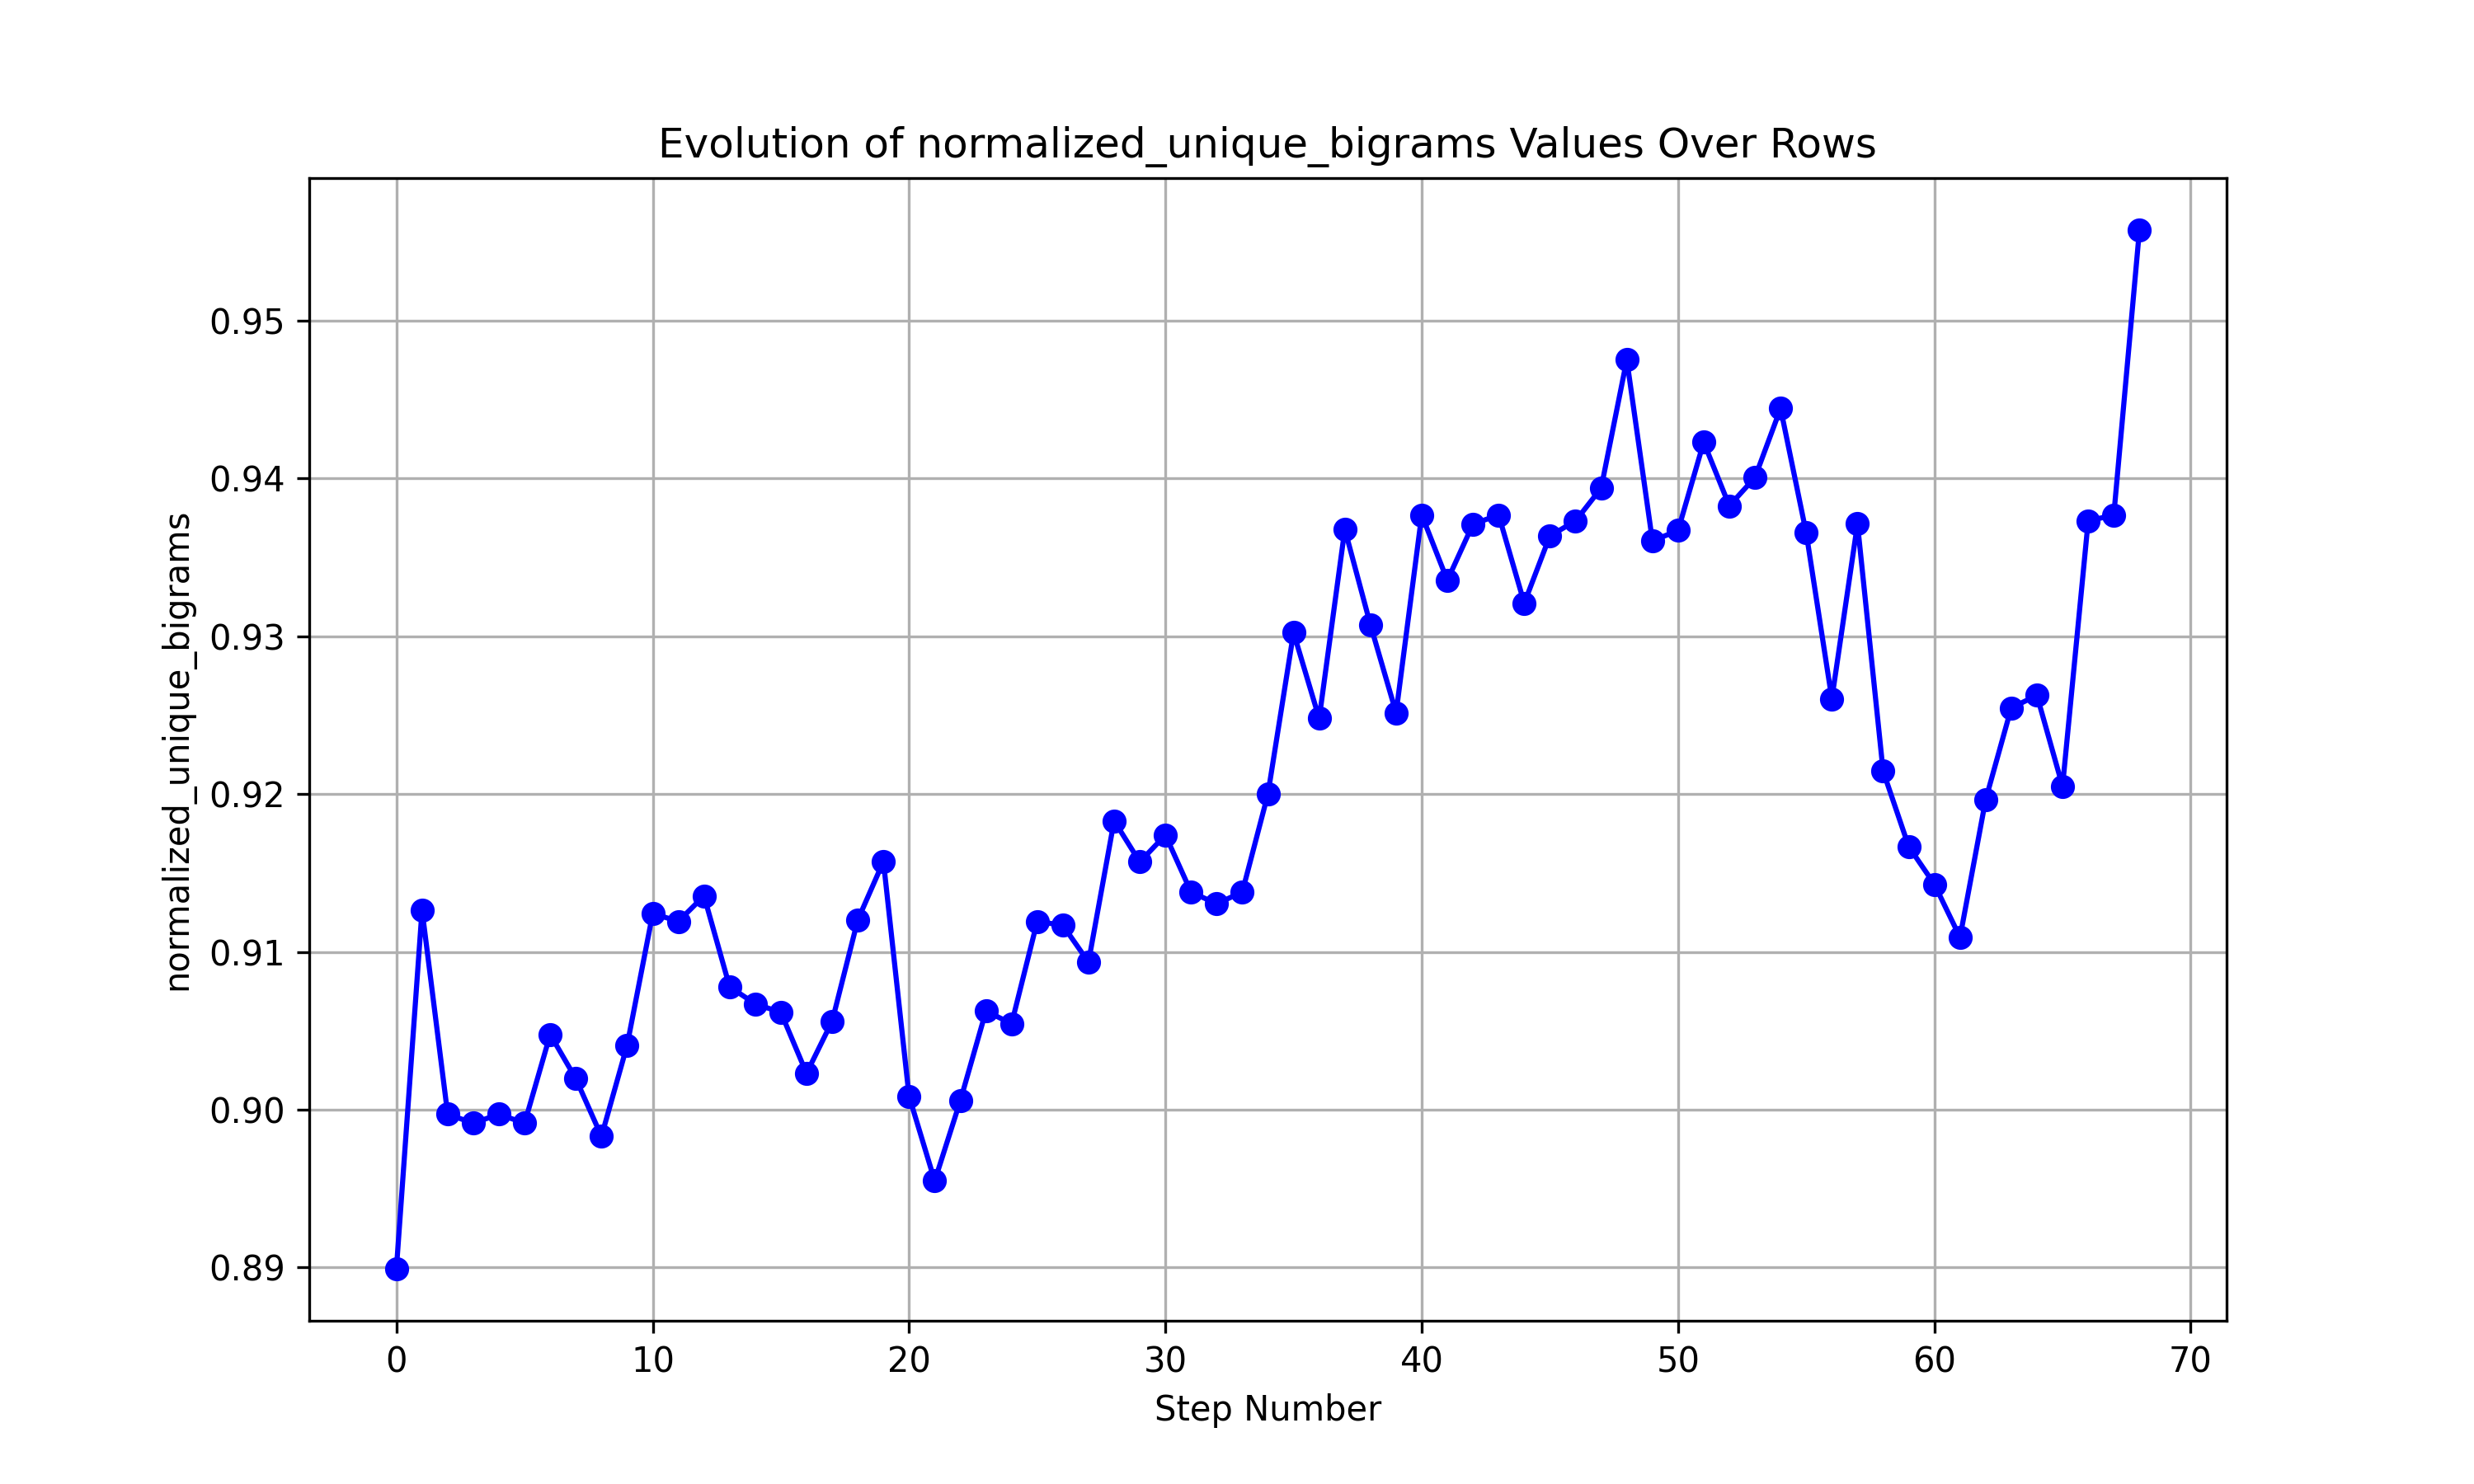 Evolution of normalized_unique_bigrams Values Over Rows
normalized_unique_bigrams
0.95
0.94
0.93
0.92
0.91
0.90
0.89
0 10 20 30 40 50 60 70
Step Number